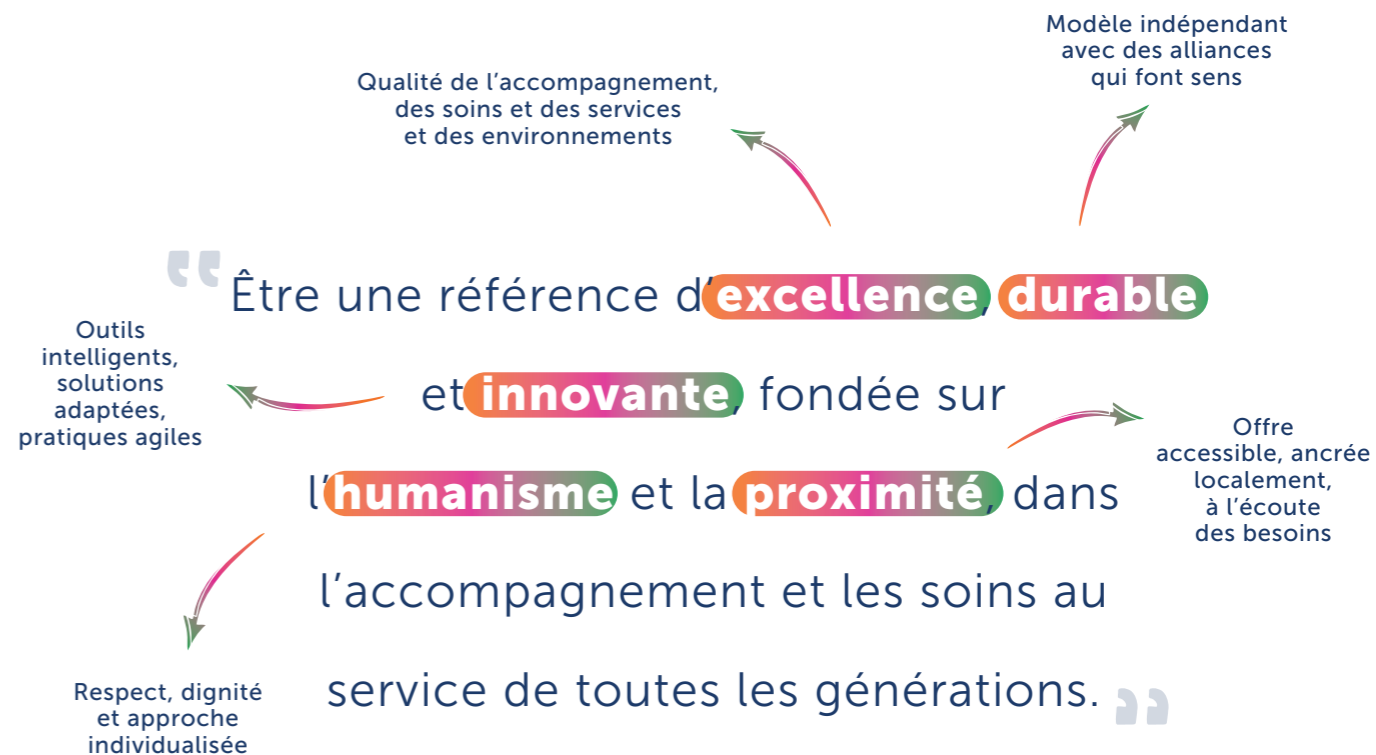 Modèle indépendant
avec des alliances
qui font sens
Qualité de l'accompagnement,
des soins et des services
et des environnements
“ Être une référence d'excellence, durable
et innovante, fondée sur
l'humanisme et la proximité, dans
l'accompagnement et les soins au
service de toutes les générations. ”
Outils
intelligents,
solutions
adaptées,
pratiques agiles
Offre
accessible, ancrée
localement,
à l'écoute
des besoins
Respect, dignité
et approche
individualisée